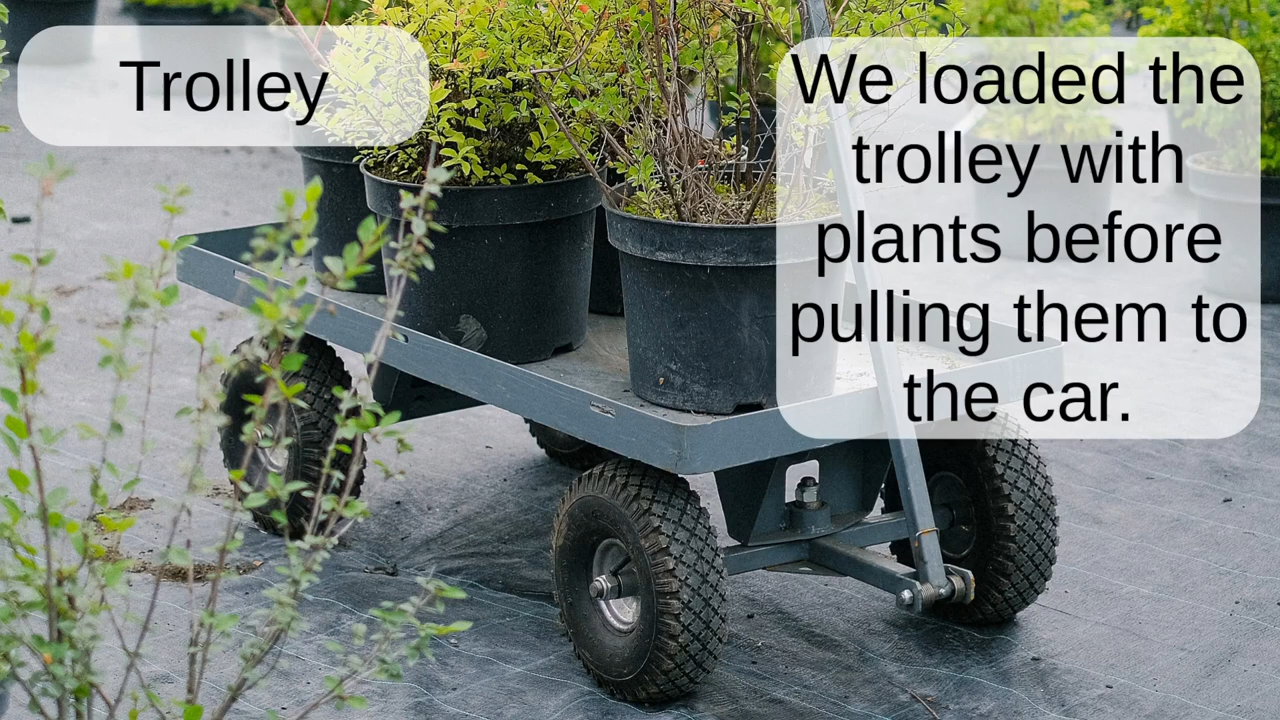 Trolley
We loaded the
trolley with
plants before
pulling them to
the car.